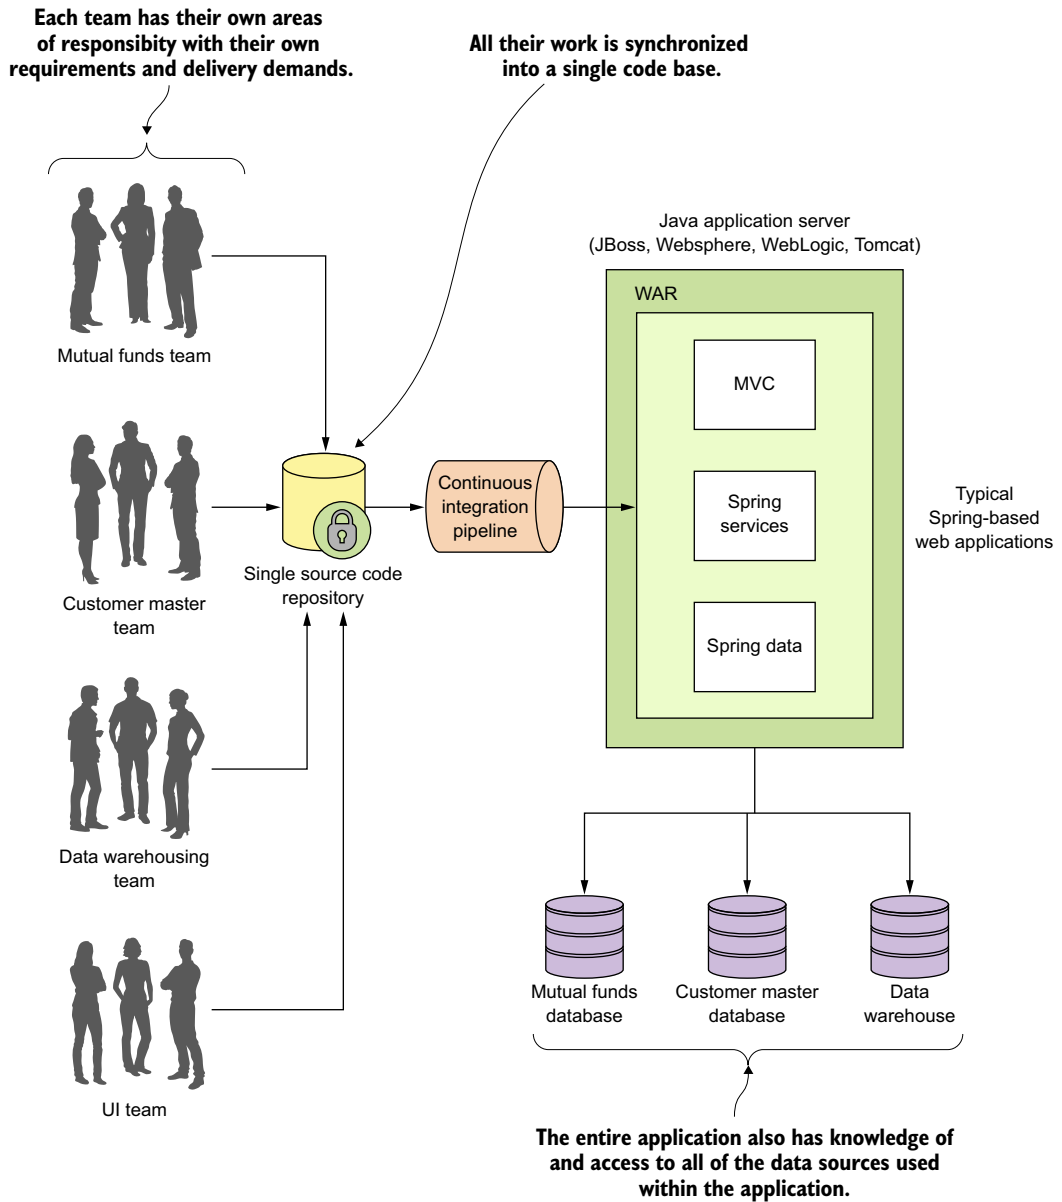 Each team has their own areas
of responsibity with their own
requirements and delivery demands.
All their work is synchronized
into a single code base.
Mutual funds team
Customer master
team
Data warehousing
team
UI team
Single source code
repository
Continuous
integration
pipeline
Java application server
(JBoss, Websphere, WebLogic, Tomcat)
WAR
MVC
Spring
services
Spring data
Typical
Spring-based
web applications
Mutual funds
database
Customer master
database
Data
warehouse
The entire application also has knowledge of
and access to all of the data sources used
within the application.